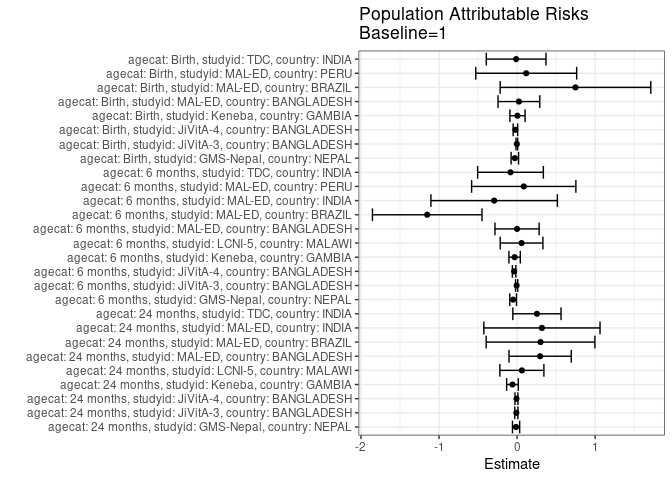 Population Attributable Risks
Baseline=1
agecat: Birth, studyid: TDC, country: INDIA
agecat: Birth, studyid: MAL-ED, country: PERU
agecat: Birth, studyid: MAL-ED, country: BRAZIL
agecat: Birth, studyid: MAL-ED, country: BANGLADESH
agecat: Birth, studyid: Keneba, country: GAMBIA
agecat: Birth, studyid: JiVitA-4, country: BANGLADESH
agecat: Birth, studyid: JiVitA-3, country: BANGLADESH
agecat: Birth, studyid: GMS-Nepal, country: NEPAL
agecat: 6 months, studyid: TDC, country: INDIA
agecat: 6 months, studyid: MAL-ED, country: PERU
agecat: 6 months, studyid: MAL-ED, country: INDIA
agecat: 6 months, studyid: MAL-ED, country: BRAZIL
agecat: 6 months, studyid: MAL-ED, country: BANGLADESH
agecat: 6 months, studyid: LCNI-5, country: MALAWI
agecat: 6 months, studyid: Keneba, country: GAMBIA
agecat: 6 months, studyid: JiVitA-4, country: BANGLADESH
agecat: 6 months, studyid: JiVitA-3, country: BANGLADESH
agecat: 6 months, studyid: GMS-Nepal, country: NEPAL
agecat: 24 months, studyid: TDC, country: INDIA
agecat: 24 months, studyid: MAL-ED, country: INDIA
agecat: 24 months, studyid: MAL-ED, country: BRAZIL
agecat: 24 months, studyid: MAL-ED, country: BANGLADESH
agecat: 24 months, studyid: LCNI-5, country: MALAWI
agecat: 24 months, studyid: Keneba, country: GAMBIA
agecat: 24 months, studyid: JiVitA-4, country: BANGLADESH
agecat: 24 months, studyid: JiVitA-3, country: BANGLADESH
agecat: 24 months, studyid: GMS-Nepal, country: NEPAL
-2 -1 0 1
Estimate